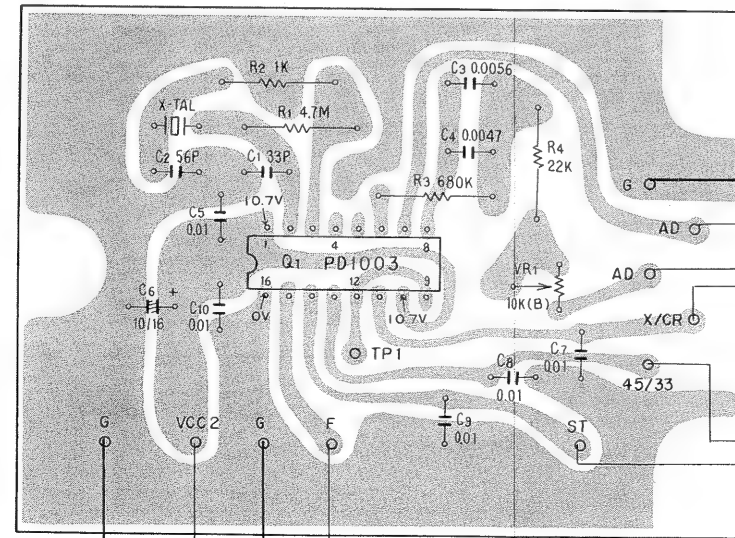 R2 1K
C3 0.0056
X-TAL
R1 4.7M
C4 0.0047
R4
22K
C2 56P
C1 33P
R3 680K
G
10.7V
C5
0.01
AD
1
4
8
Q1 PD1003
VR1
AD
16
12
9
C6
+
10/16
C10
0.01
10K(B)
0V
10.7V
X/CR
TP1
C8
0.01
C7
0.01
45/33
C9
0.01
G
VCC2
G
F
ST